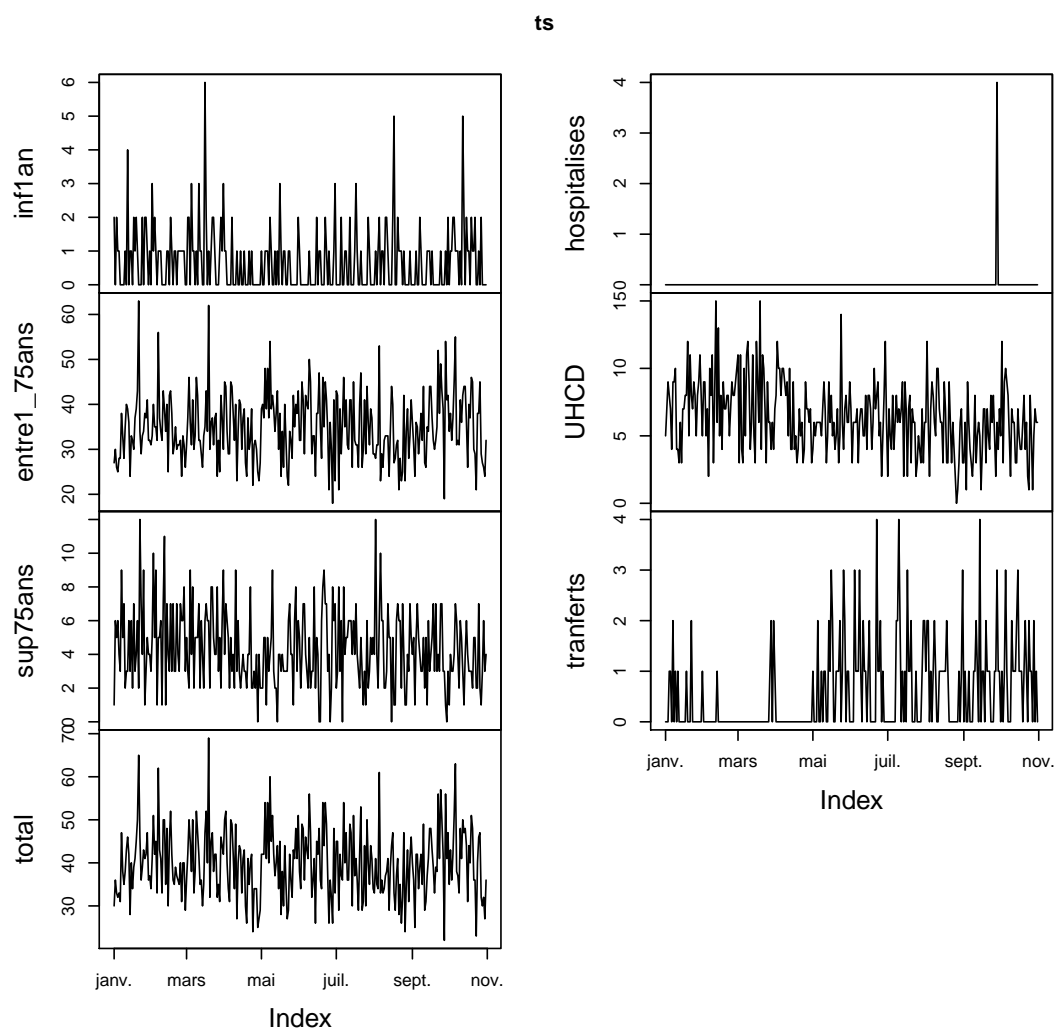 ts
inf1an
0 1 2 3 4 5 6
entre1_75ans
20 30 40 50 60
sup75ans
0 2 4 6 8 10
total
30 40 50 60 70
janv. mars mai juil. sept. nov.
Index
hospitalises
0 1 2 3 4
UHCD
0 5 10 15
tranferts
0 1 2 3 4
janv. mars mai juil. sept. nov.
Index